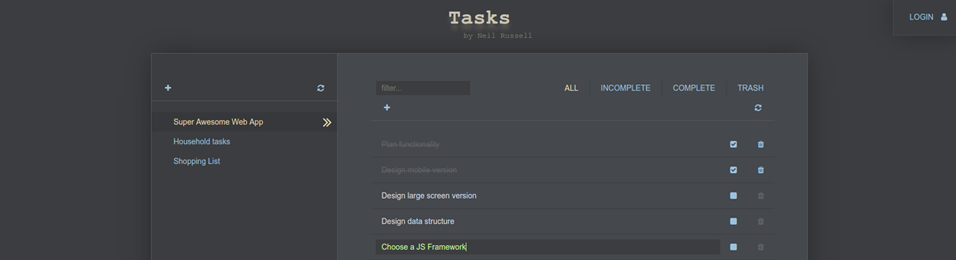 Tasks
by Neil Russell
LOGIN
filter...
ALL INCOMPLETE COMPLETE TRASH
Super Awesome Web App
Household tasks
Shopping List
Plan functionality
Design mobile version
Design large screen version
Design data structure
Choose a JS Framework